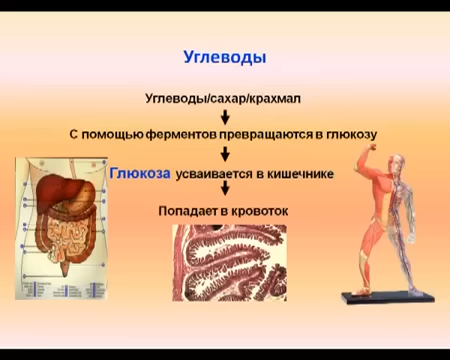 Углеводы
Углеводы/сахар/крахмал
С помощью ферментов превращаются в глюкозу
Глюкоза усваивается в кишечнике
Попадает в кровоток